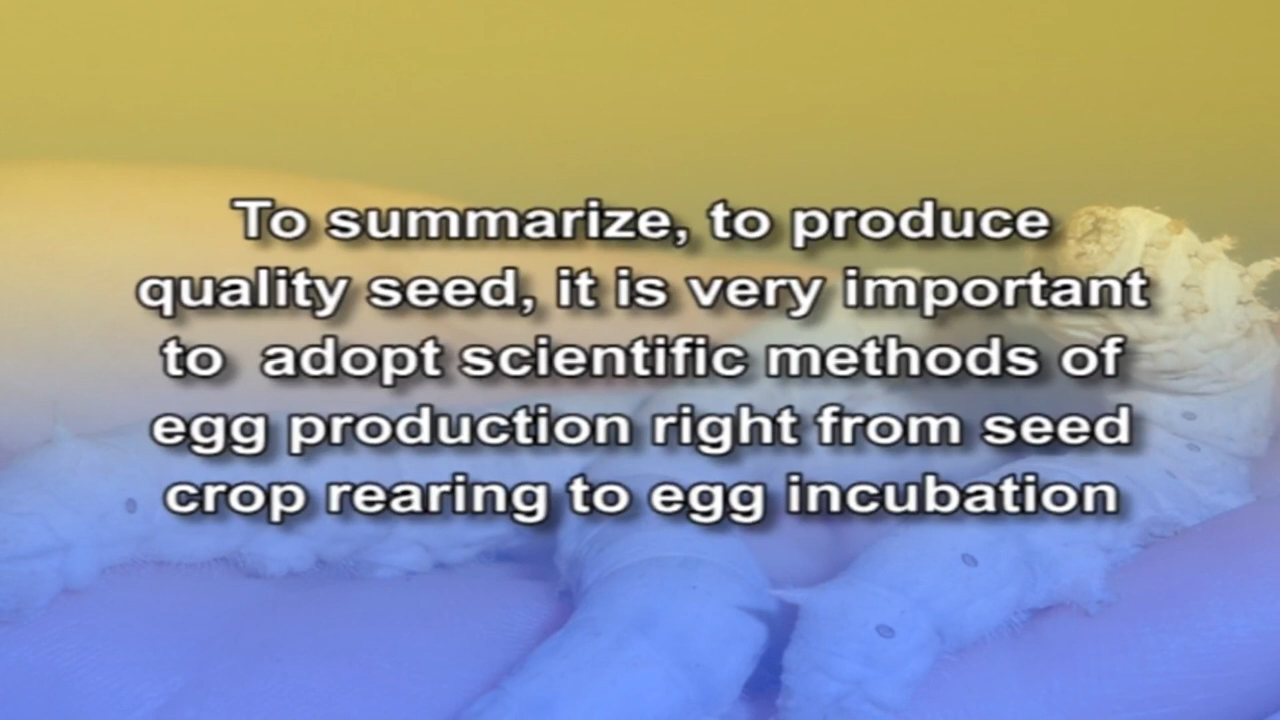 To summarize, to produce
quality seed, it is very important
to  adopt scientific methods of
egg production right from seed
crop rearing to egg incubation